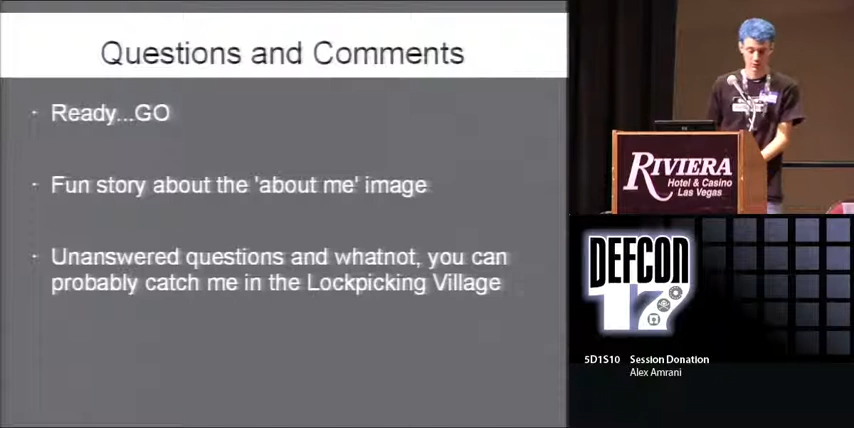 Questions and Comments
Ready...GO
Fun story about the 'about me' image
Unanswered questions and whatnot, you can
probably catch me in the Lockpicking Village
RIVIERA
Hotel & Casino
Las Vegas
DEFCON
17
5D1S10 Session Donation
Alex Amrani